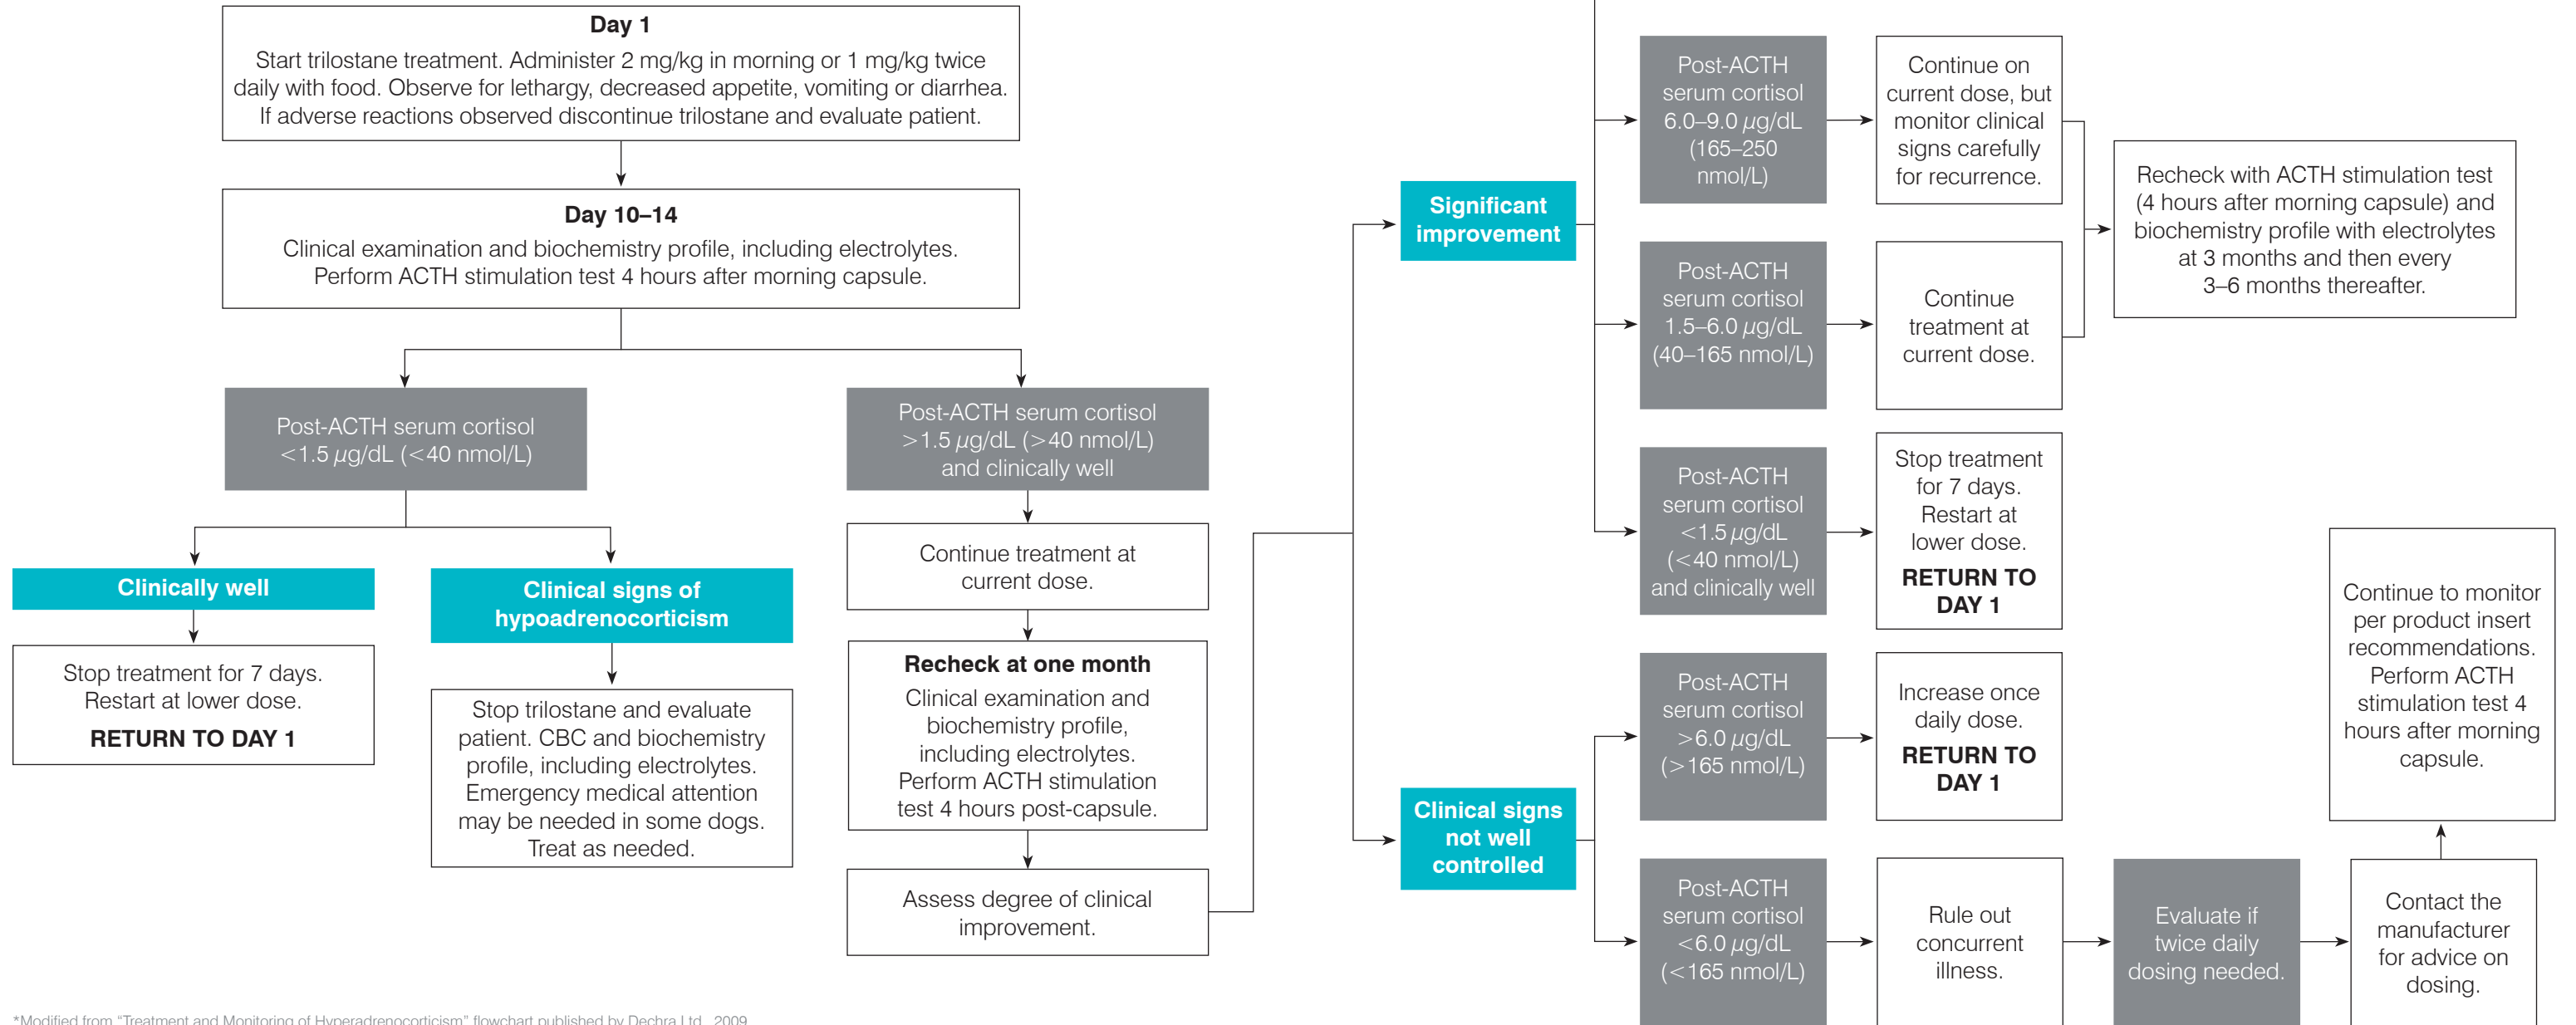 Day 1
Start trilostane treatment. Administer 2 mg/kg in morning or 1 mg/kg twice
daily with food. Observe for lethargy, decreased appetite, vomiting or diarrhea.
If adverse reactions observed discontinue trilostane and evaluate patient.
Day 10–14
Clinical examination and biochemistry profile, including electrolytes.
Perform ACTH stimulation test 4 hours after morning capsule.
Post-ACTH serum cortisol
<1.5 µg/dL (<40 nmol/L)
Clinically well
Stop treatment for 7 days.
Restart at lower dose.
RETURN TO DAY 1
Clinical signs of
hypoadrenocorticism
Stop trilostane and evaluate
patient. CBC and biochemistry
profile, including electrolytes.
Emergency medical attention
may be needed in some dogs.
Treat as needed.
Post-ACTH serum cortisol
>1.5 µg/dL (>40 nmol/L)
and clinically well
Continue treatment at
current dose.
Recheck at one month
Clinical examination and
biochemistry profile,
including electrolytes.
Perform ACTH stimulation
test 4 hours post-capsule.
Assess degree of clinical
improvement.
Significant
improvement
Post-ACTH
serum cortisol
6.0–9.0 µg/dL
(165–250
nmol/L)
Continue on
current dose, but
monitor clinical
signs carefully
for recurrence.
Post-ACTH
serum cortisol
1.5–6.0 µg/dL
(40–165 nmol/L)
Continue
treatment at
current dose.
Recheck with ACTH stimulation test
(4 hours after morning capsule) and
biochemistry profile with electrolytes
at 3 months and then every
3–6 months thereafter.
Post-ACTH
serum cortisol
<1.5 µg/dL
(<40 nmol/L)
and clinically well
Stop treatment
for 7 days.
Restart at
lower dose.
RETURN TO
DAY 1
Clinical signs
not well
controlled
Post-ACTH
serum cortisol
>6.0 µg/dL
(>165 nmol/L)
Increase once
daily dose.
RETURN TO
DAY 1
Post-ACTH
serum cortisol
<6.0 µg/dL
(<165 nmol/L)
Rule out
concurrent
illness.
Evaluate if
twice daily
dosing needed.
Contact the
manufacturer
for advice on
dosing.
Continue to monitor
per product insert
recommendations.
Perform ACTH
stimulation test 4
hours after morning
capsule.
*Modified from “Treatment and Monitoring of Hyperadrenocorticism” flowchart published by Dechra Ltd., 2009